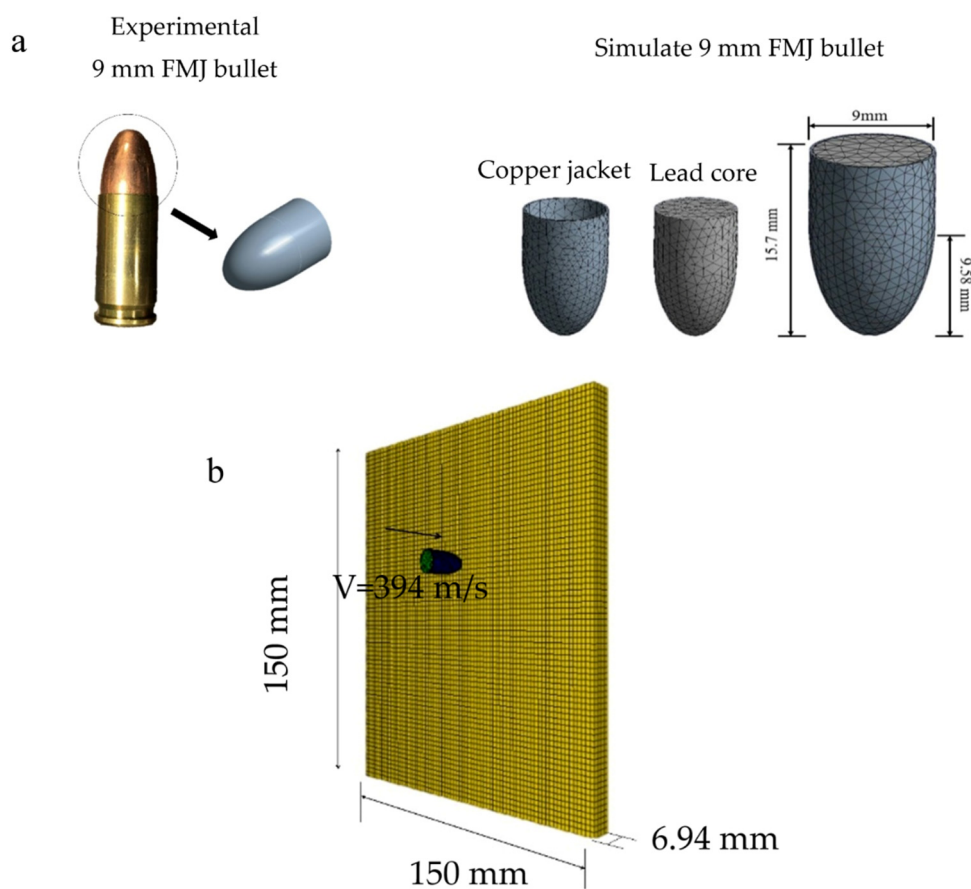 a
Experimental
9 mm FMJ bullet
Simulate 9 mm FMJ bullet
Copper jacket
Lead core
9mm
15.7 mm
9.58 mm
b
V=394 m/s
150 mm
150 mm
6.94 mm